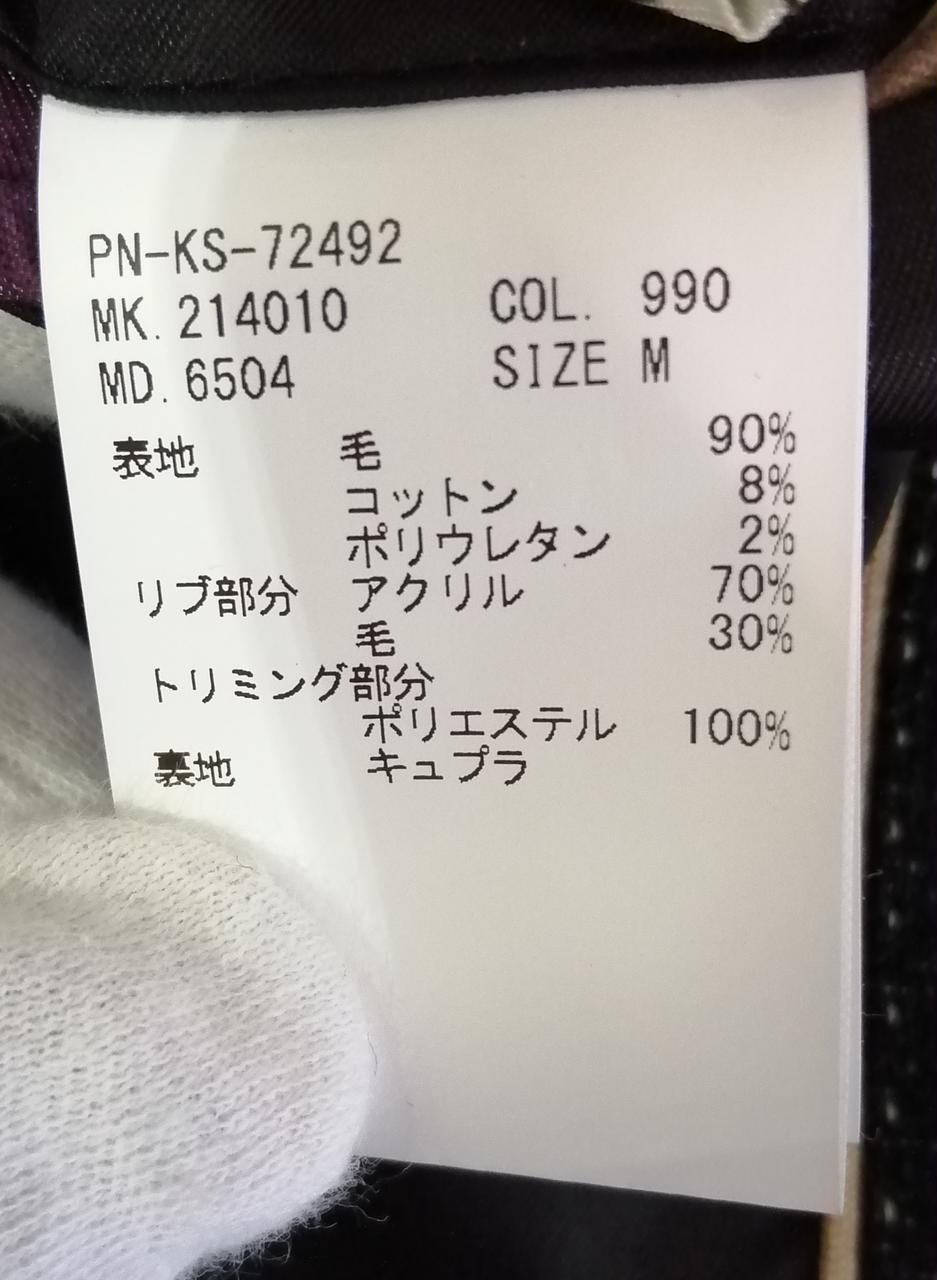 PN-KS-72492
MK. 214010 COL. 990
MD. 6504 SIZE M
表地 毛 90%
コットン 8%
ポリウレタン 2%
リブ部分 アクリル 70%
毛 30%
トリミング部分
ポリエステル 100%
裏地 キュプラ